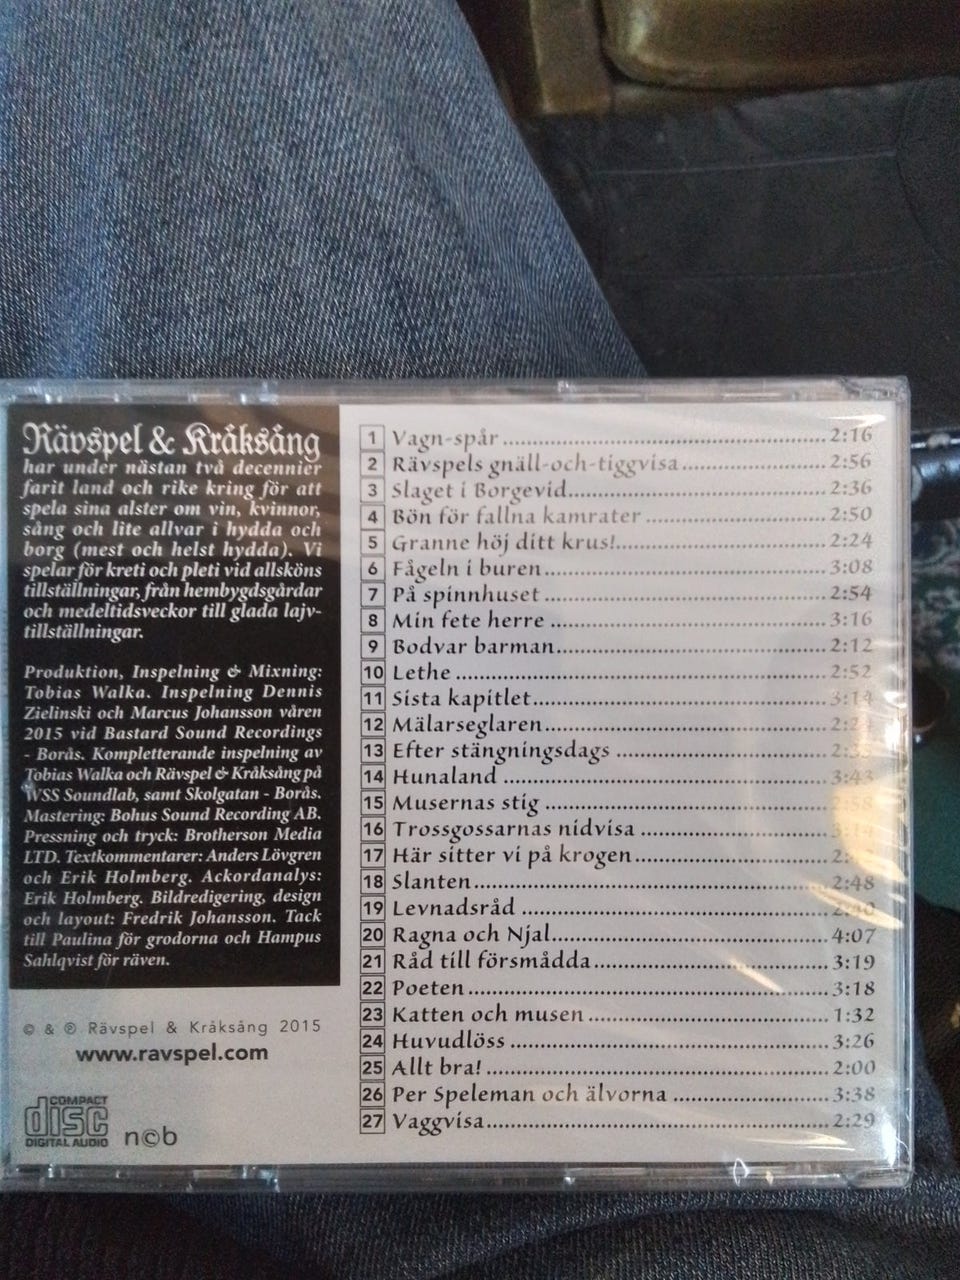 Rävspel & Kråksång
har under nästan två decennier
farit land och rike kring för att
spela sina alster om vin, kvinnor,
sång och lite allvar i hydda och
borg (mest och helst hydda). Vi
spelar för kreti och pleti vid allsköns
tillställningar, från hembygdsgårdar
och medeltidsveckor till glada lajv-
tillställningar.
Produktion, Inspelning & Mixning:
Tobias Walka. Inspelning Dennis
Zielinski och Marcus Johansson våren
2015 vid Bastard Sound Recordings
- Borås. Kompletterande inspelning av
Tobias Walka och Rävspel & Kråksång på
WSS Soundlab, samt Skolgatan - Borås.
Mastering: Bohus Sound Recording AB.
Pressning och tryck: Brotherson Media
LTD. Textkommentarer: Anders Lövgren
och Erik Holmberg. Ackordanalys:
Erik Holmberg. Bildredigering, design
och layout: Fredrik Johansson. Tack
till Paulina för grodorna och Hampus
Sahlqvist för räven.
© & ℗ Rävspel & Kråksång 2015
www.ravspel.com
COMPACT
disc
DIGITAL AUDIO
n©b
1 Vagn-spår 2:16
2 Rävspels gnäll-och-tiggvisa 2:56
3 Slaget i Borgevid 2:36
4 Bön för fallna kamrater 2:50
5 Granne höj ditt krus! 2:24
6 Fågeln i buren 3:08
7 På spinnhuset 2:54
8 Min fete herre 3:16
9 Bodvar barman 2:12
10 Lethe 2:52
11 Sista kapitlet 3:14
12 Mälarseglaren
13 Efter stängningsdags
14 Hunaland 3:43
15 Musernas stig 2:58
16 Trossgossarnas nidvisa
17 Här sitter vi på krogen
18 Slanten 2:48
19 Levnadsråd
20 Ragna och Njal 4:07
21 Råd till försmådda 3:19
22 Poeten 3:18
23 Katten och musen 1:32
24 Huvudlöss 3:26
25 Allt bra! 2:00
26 Per Speleman och älvorna 3:38
27 Vaggvisa 2:29